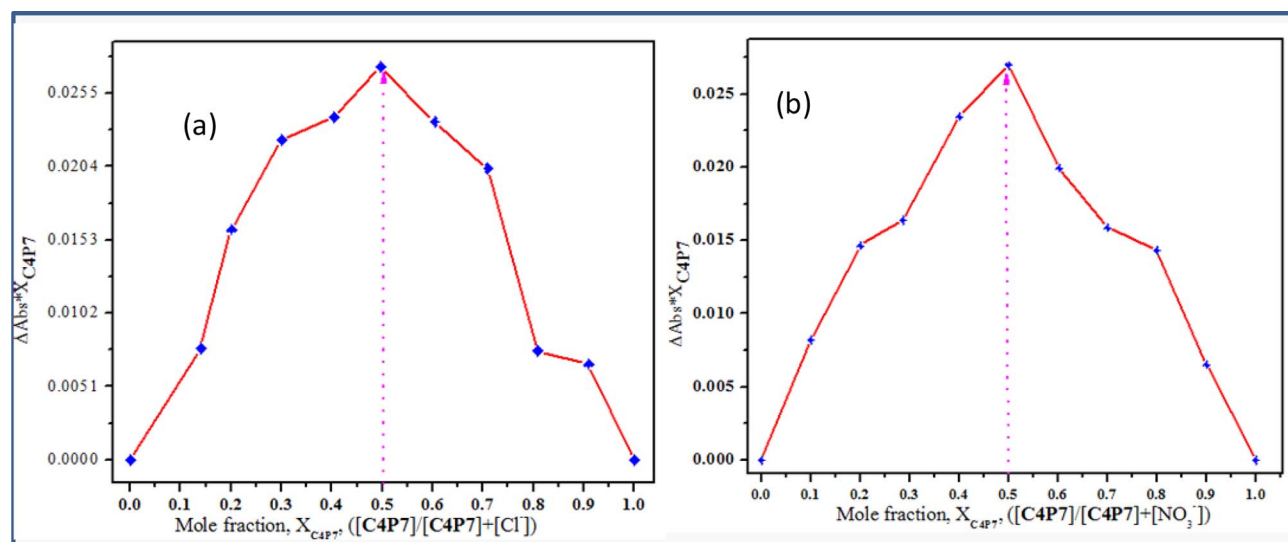 (a)
ΔAbs*X_C4P7
0.0255
0.0204
0.0153
0.0102
0.0051
0.0000
0.0 0.1 0.2 0.3 0.4 0.5 0.6 0.7 0.8 0.9 1.0
Mole fraction, X_C4P7, ([C4P7]/[C4P7]+[Cl⁻])
(b)
ΔAbs*X_C4P7
0.025
0.020
0.015
0.010
0.005
0.000
0.0 0.1 0.2 0.3 0.4 0.5 0.6 0.7 0.8 0.9 1.0
Mole fraction, X_C4P7, ([C4P7]/[C4P7]+[NO₃⁻])